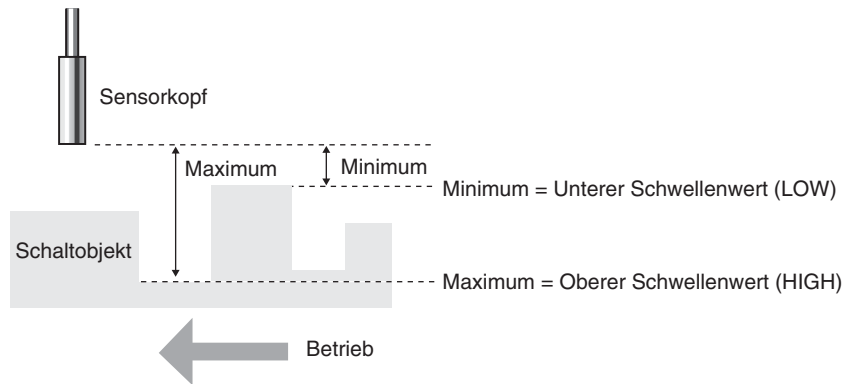 Sensorkopf
Maximum
Minimum
Minimum = Unterer Schwellenwert (LOW)
Schaltobjekt
Maximum = Oberer Schwellenwert (HIGH)
Betrieb